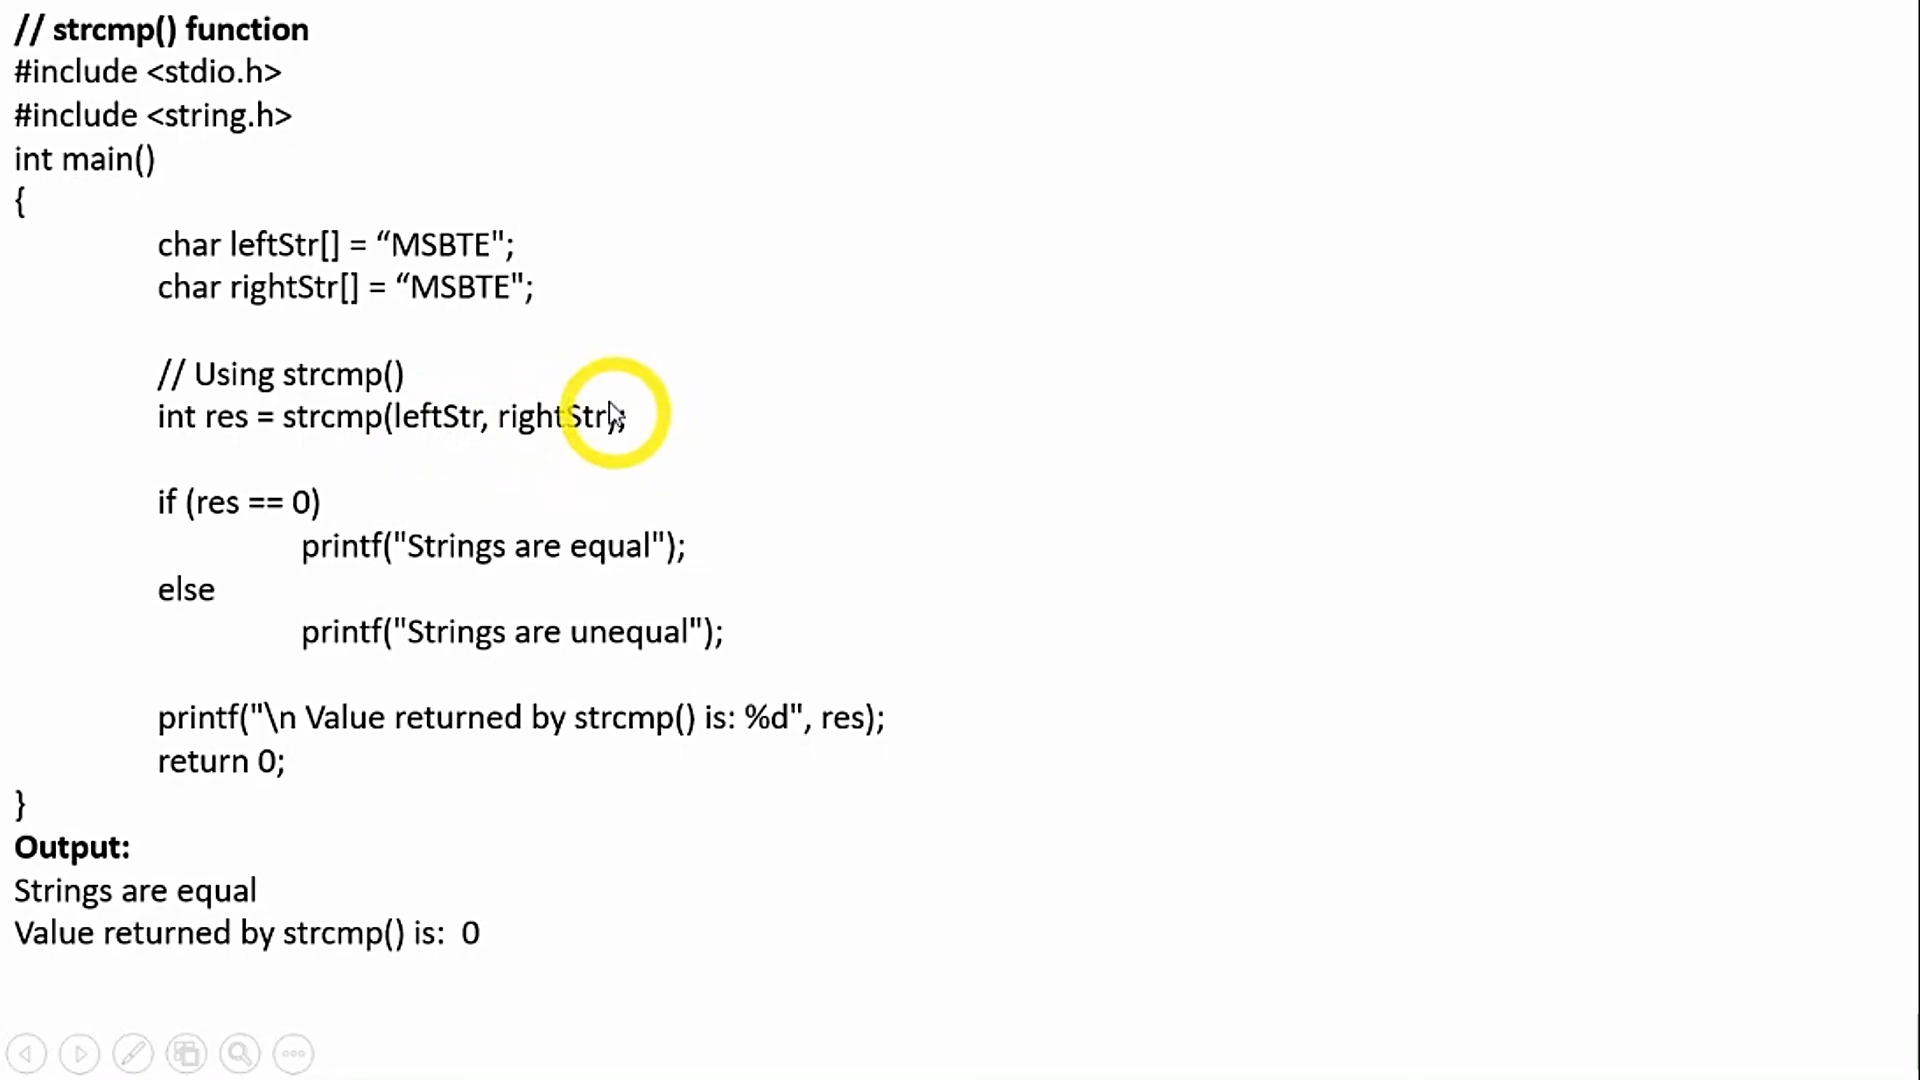 // strcmp() function
#include <stdio.h>
#include <string.h>
int main()
{
char leftStr[] = “MSBTE";
char rightStr[] = “MSBTE";
// Using strcmp()
int res = strcmp(leftStr, rightStr);
if (res == 0)
printf("Strings are equal");
else
printf("Strings are unequal");
printf("\n Value returned by strcmp() is: %d", res);
return 0;
}
Output:
Strings are equal
Value returned by strcmp() is:  0